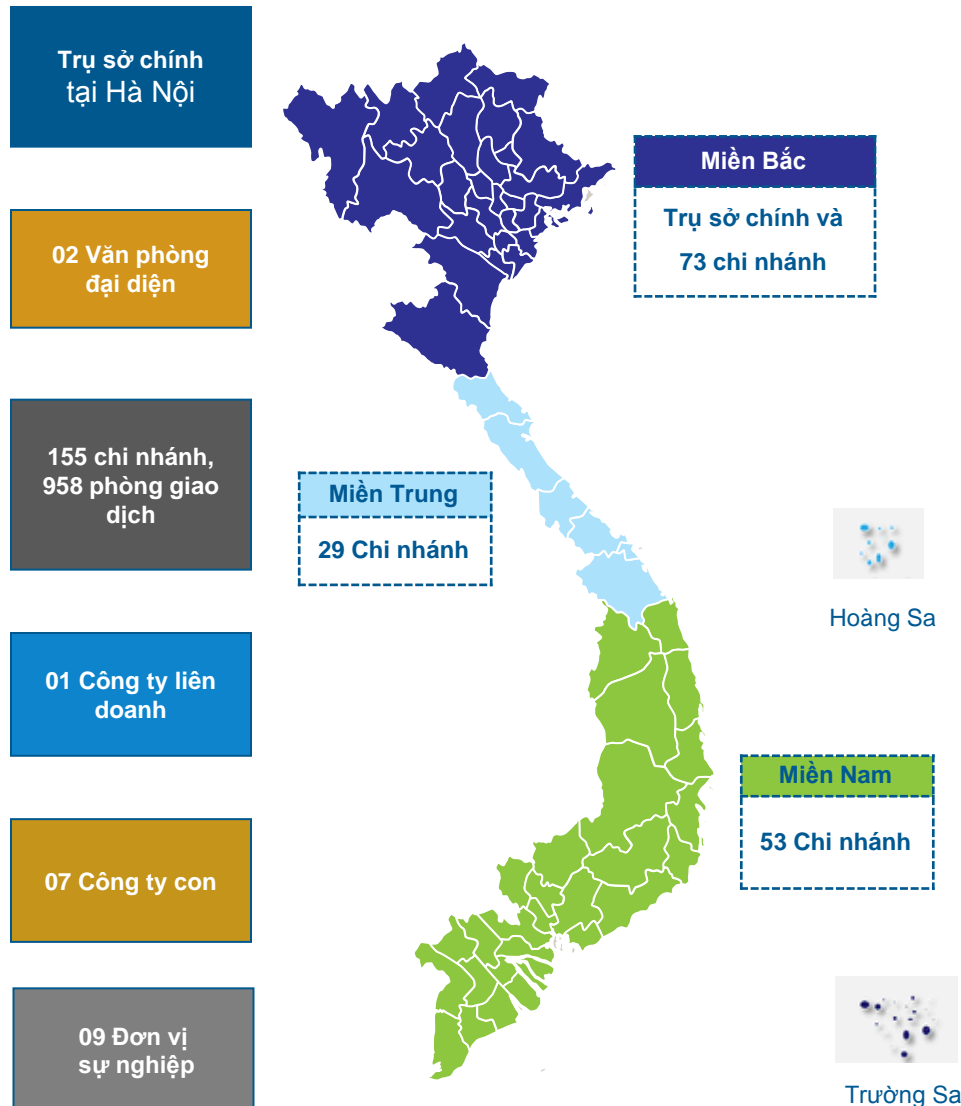 Trụ sở chính
tại Hà Nội
02 Văn phòng
đại diện
155 chi nhánh,
958 phòng giao
dịch
01 Công ty liên
doanh
07 Công ty con
09 Đơn vị
sự nghiệp
Miền Bắc
Trụ sở chính và
73 chi nhánh
Miền Trung
29 Chi nhánh
Hoàng Sa
Miền Nam
53 Chi nhánh
Trường Sa